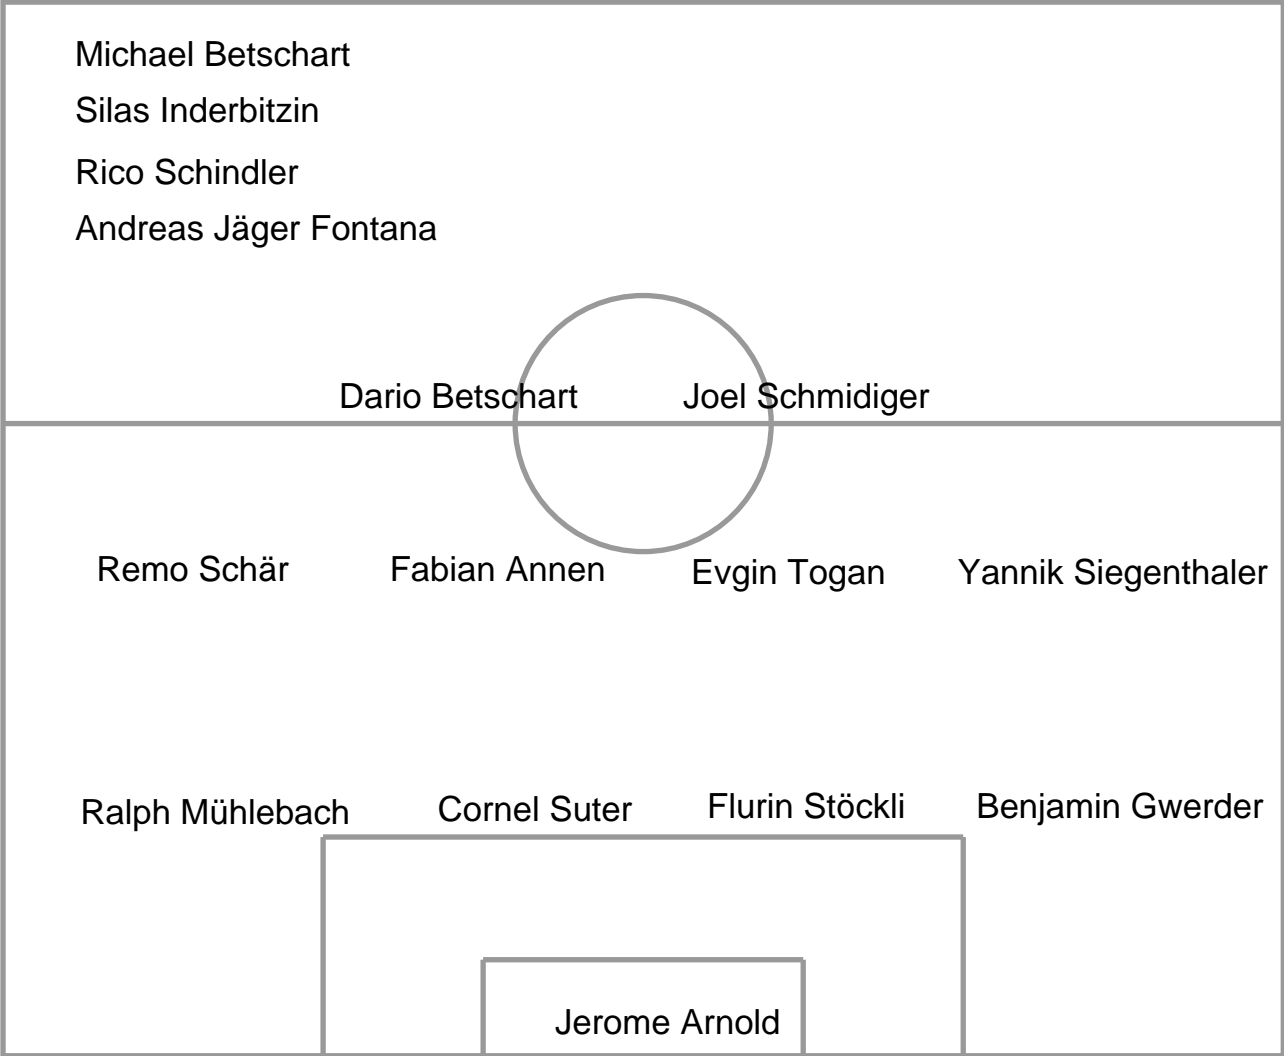 Michael Betschart
Silas Inderbitzin
Rico Schindler
Andreas Jäger Fontana
Dario Betschart Joel Schmidiger
Remo Schär Fabian Annen Evgin Togan Yannik Siegenthaler
Ralph Mühlebach Cornel Suter Flurin Stöckli Benjamin Gwerder
Jerome Arnold